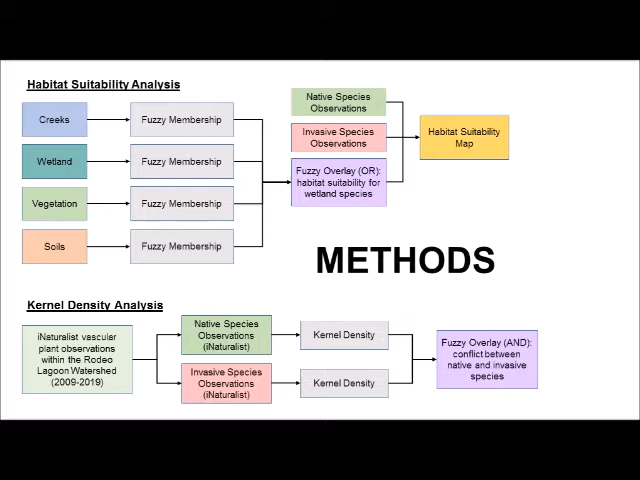 Habitat Suitability Analysis
Creeks
Fuzzy Membership
Wetland
Fuzzy Membership
Vegetation
Fuzzy Membership
Soils
Fuzzy Membership
Native Species
Observations
Invasive Species
Observations
Fuzzy Overlay (OR):
habitat suitability for
wetland species
Habitat Suitability
Map
METHODS
Kernel Density Analysis
iNaturalist vascular
plant observations
within the Rodeo
Lagoon Watershed
(2009-2019)
Native Species
Observations
(iNaturalist)
Kernel Density
Invasive Species
Observations
(iNaturalist)
Kernel Density
Fuzzy Overlay (AND):
conflict between
native and invasive
species